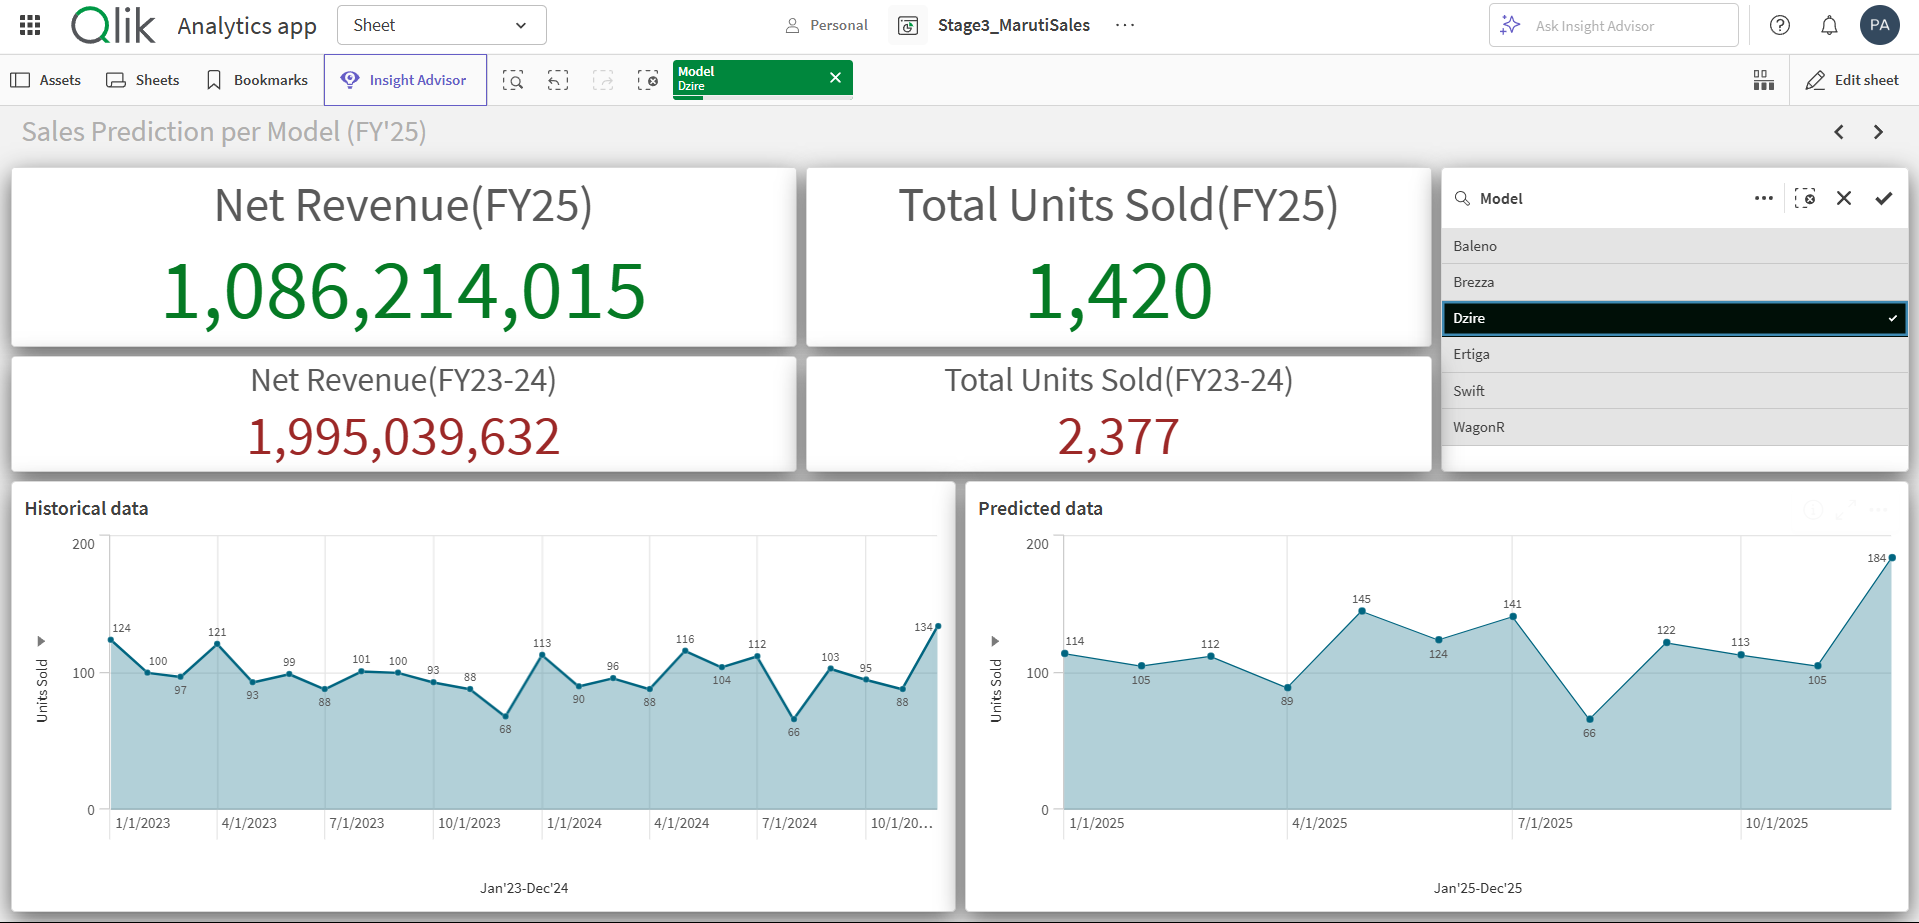 Qlik Analytics app Sheet Personal Stage3_MarutiSales ... Ask Insight Advisor ? PA
Assets Sheets Bookmarks Insight Advisor Model Edit sheet
Dzire
Sales Prediction per Model (FY'25)
Net Revenue(FY25)
1,086,214,015
Total Units Sold(FY25)
1,420
Net Revenue(FY23-24)
1,995,039,632
Total Units Sold(FY23-24)
2,377
Model
Baleno
Brezza
Dzire
Ertiga
Swift
WagonR
Historical data
Units Sold
200
100
0
124
100
97
121
93
99
88
101
100
93
88
68
113
90
96
88
116
104
112
66
103
95
88
134
1/1/2023 4/1/2023 7/1/2023 10/1/2023 1/1/2024 4/1/2024 7/1/2024 10/1/20...
Jan'23-Dec'24
Predicted data
Units Sold
200
100
0
114
105
112
89
145
124
141
66
122
113
105
184
1/1/2025 4/1/2025 7/1/2025 10/1/2025
Jan'25-Dec'25